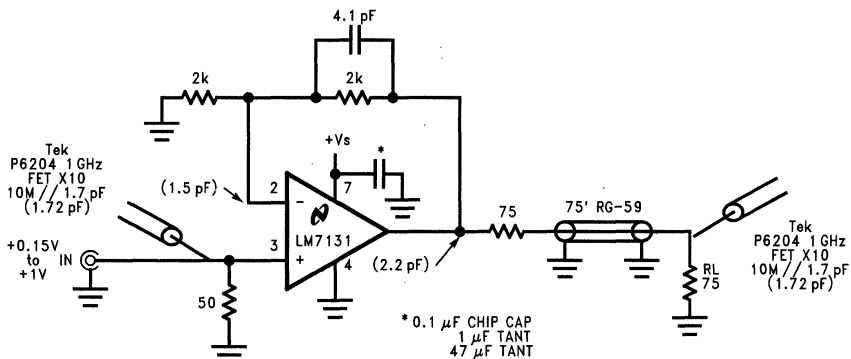 4.1 pF
2k
2k
+Vs
*
Tek
P6204 1 GHz
FET X10
10M // 1.7 pF
(1.72 pF)
(1.5 pF)
2
−
7
75
75' RG-59
LM7131
+0.15V
to
+1V
IN
3
+
4
(2.2 pF)
Tek
P6204 1 GHz
FET X10
10M // 1.7 pF
(1.72 pF)
RL
75
50
* 0.1 μF CHIP CAP
1 μF TANT
47 μF TANT